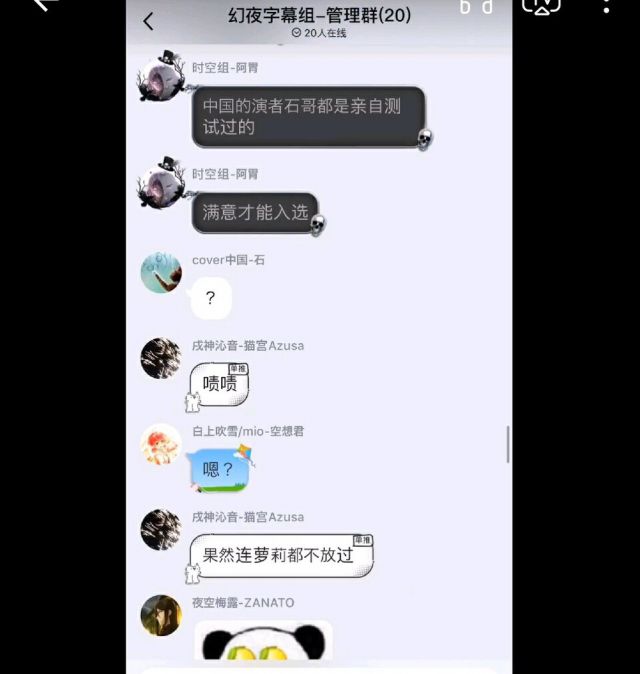 幻夜字幕组-管理群(20)
20人在线
时空组-阿胃
中国的演者石哥都是亲自测
试过的
时空组-阿胃
满意才能入选
cover中国-石
?
戌神沁音-猫宫Azusa
单推
啧啧
白上吹雪/mio-空想君
嗯?
戌神沁音-猫宫Azusa
单推
果然连萝莉都不放过
夜空梅露-ZANATO